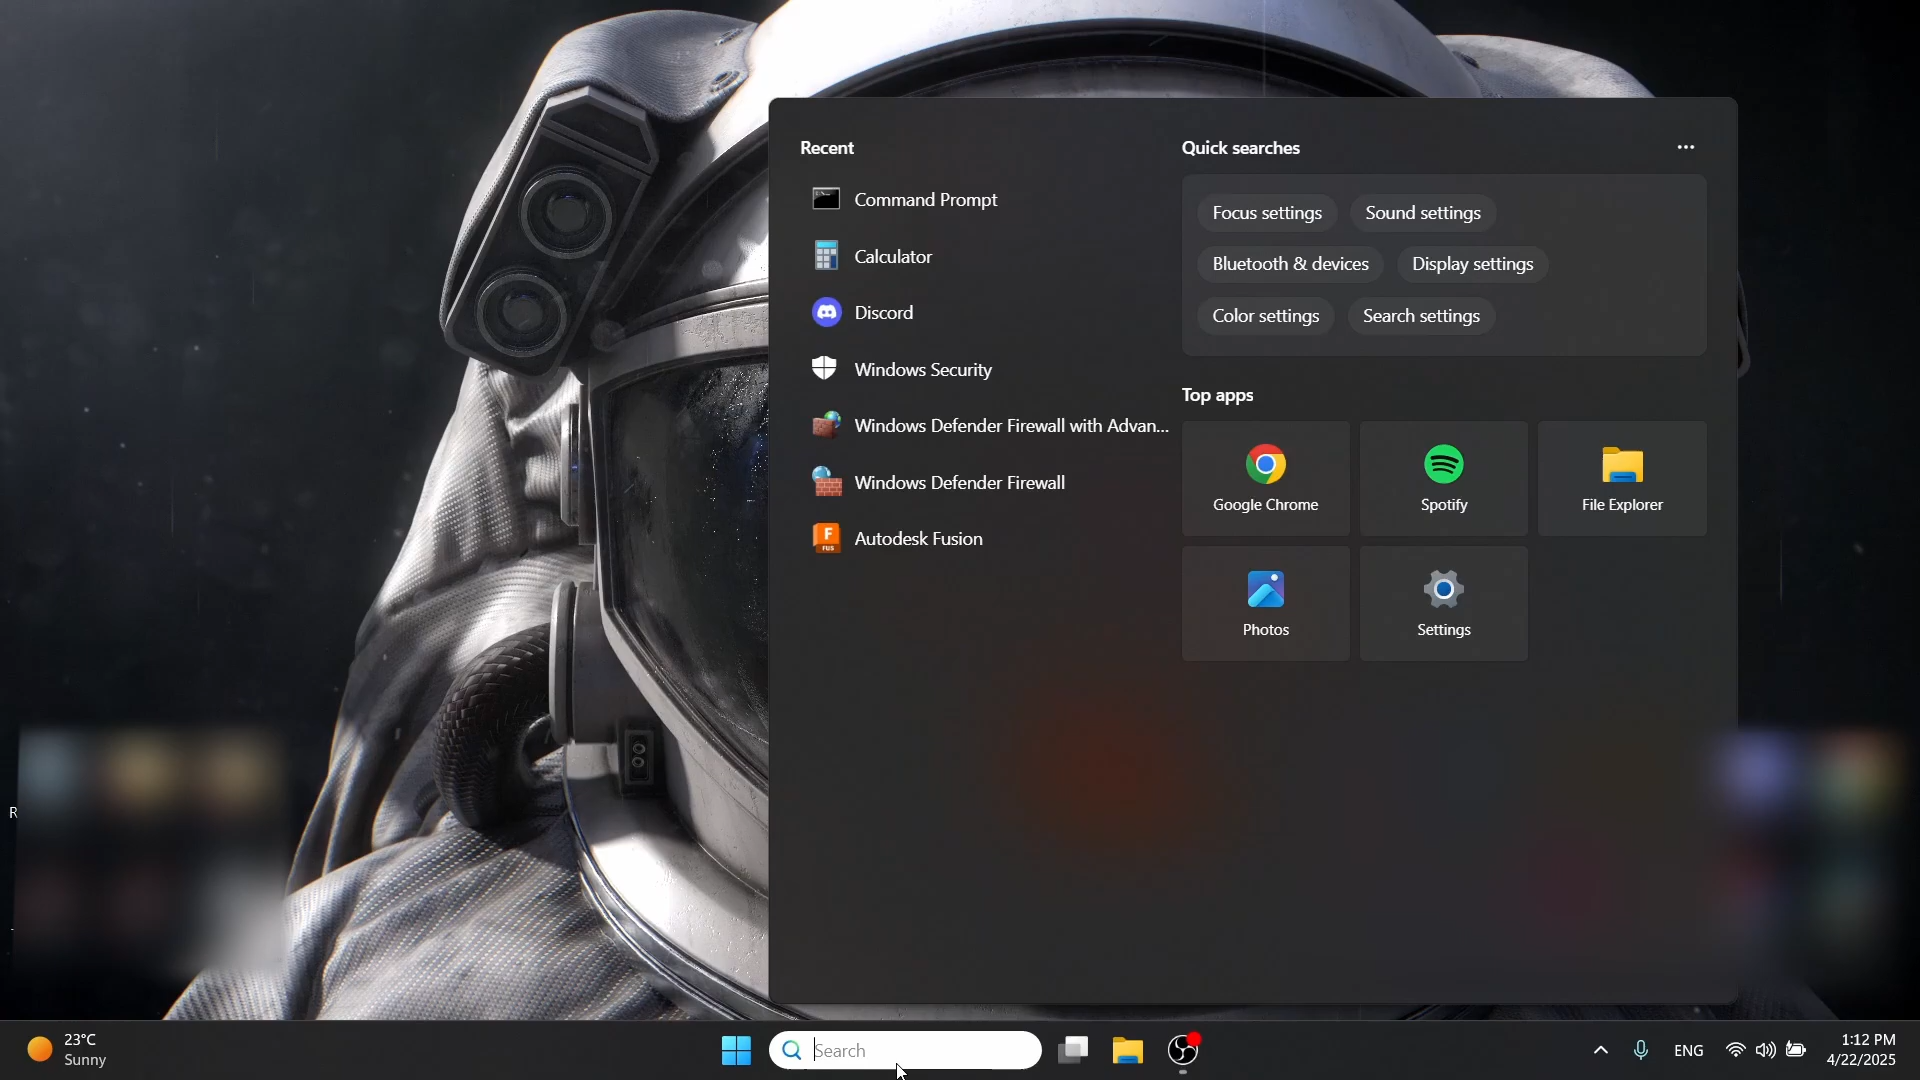 Recent
Command Prompt
Calculator
Discord
Windows Security
Windows Defender Firewall with Advan...
Windows Defender Firewall
Autodesk Fusion
F
FUS
Quick searches
Focus settings
Sound settings
Bluetooth & devices
Display settings
Color settings
Search settings
Top apps
Google Chrome
Spotify
File Explorer
Photos
Settings
R
23°C
Sunny
Search
ENG
1:12 PM
4/22/2025